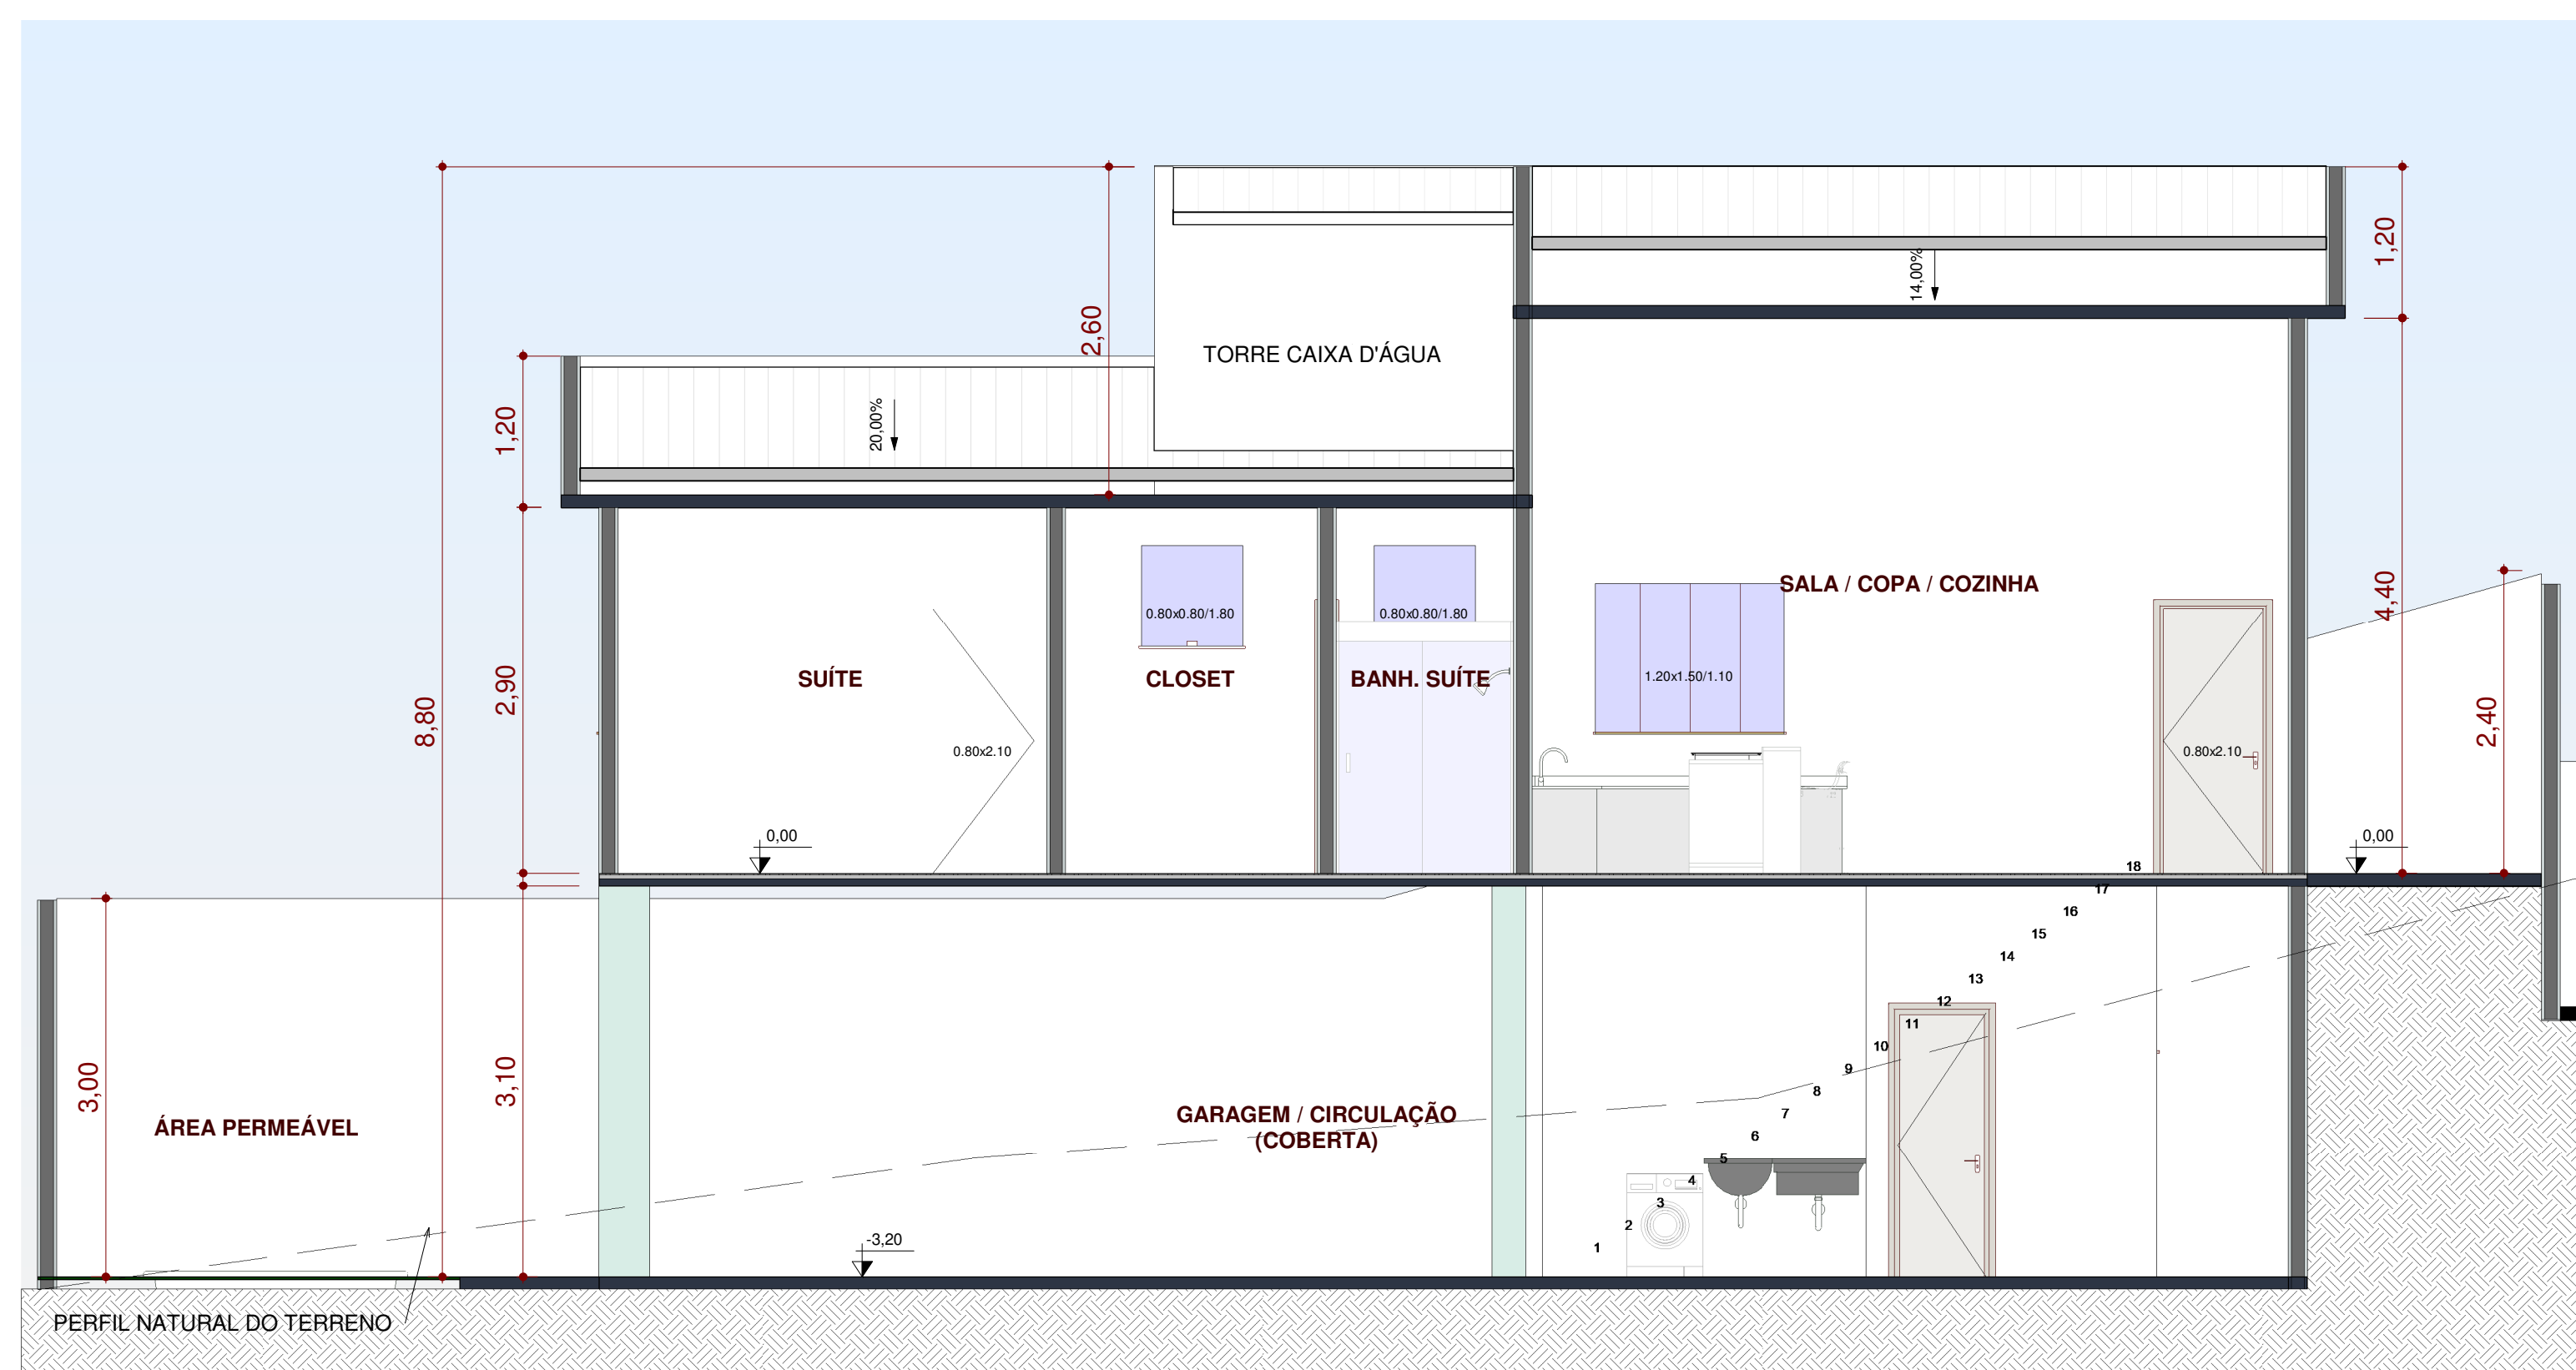 1,20
14,00%
2,60
TORRE CAIXA D'ÁGUA
1,20
20,00%
SALA / COPA / COZINHA
4,40
0.80x0.80/1.80
0.80x0.80/1.80
SUÍTE
CLOSET
BANH. SUÍTE
1.20x1.50/1.10
2,90
8,80
2,40
0.80x2.10
0.80x2.10
0,00
0,00
18
17
16
15
14
13
12
11
10
9
8
7
6
5
4
3
2
1
3,00
3,10
ÁREA PERMEÁVEL
GARAGEM / CIRCULAÇÃO
(COBERTA)
-3,20
PERFIL NATURAL DO TERRENO